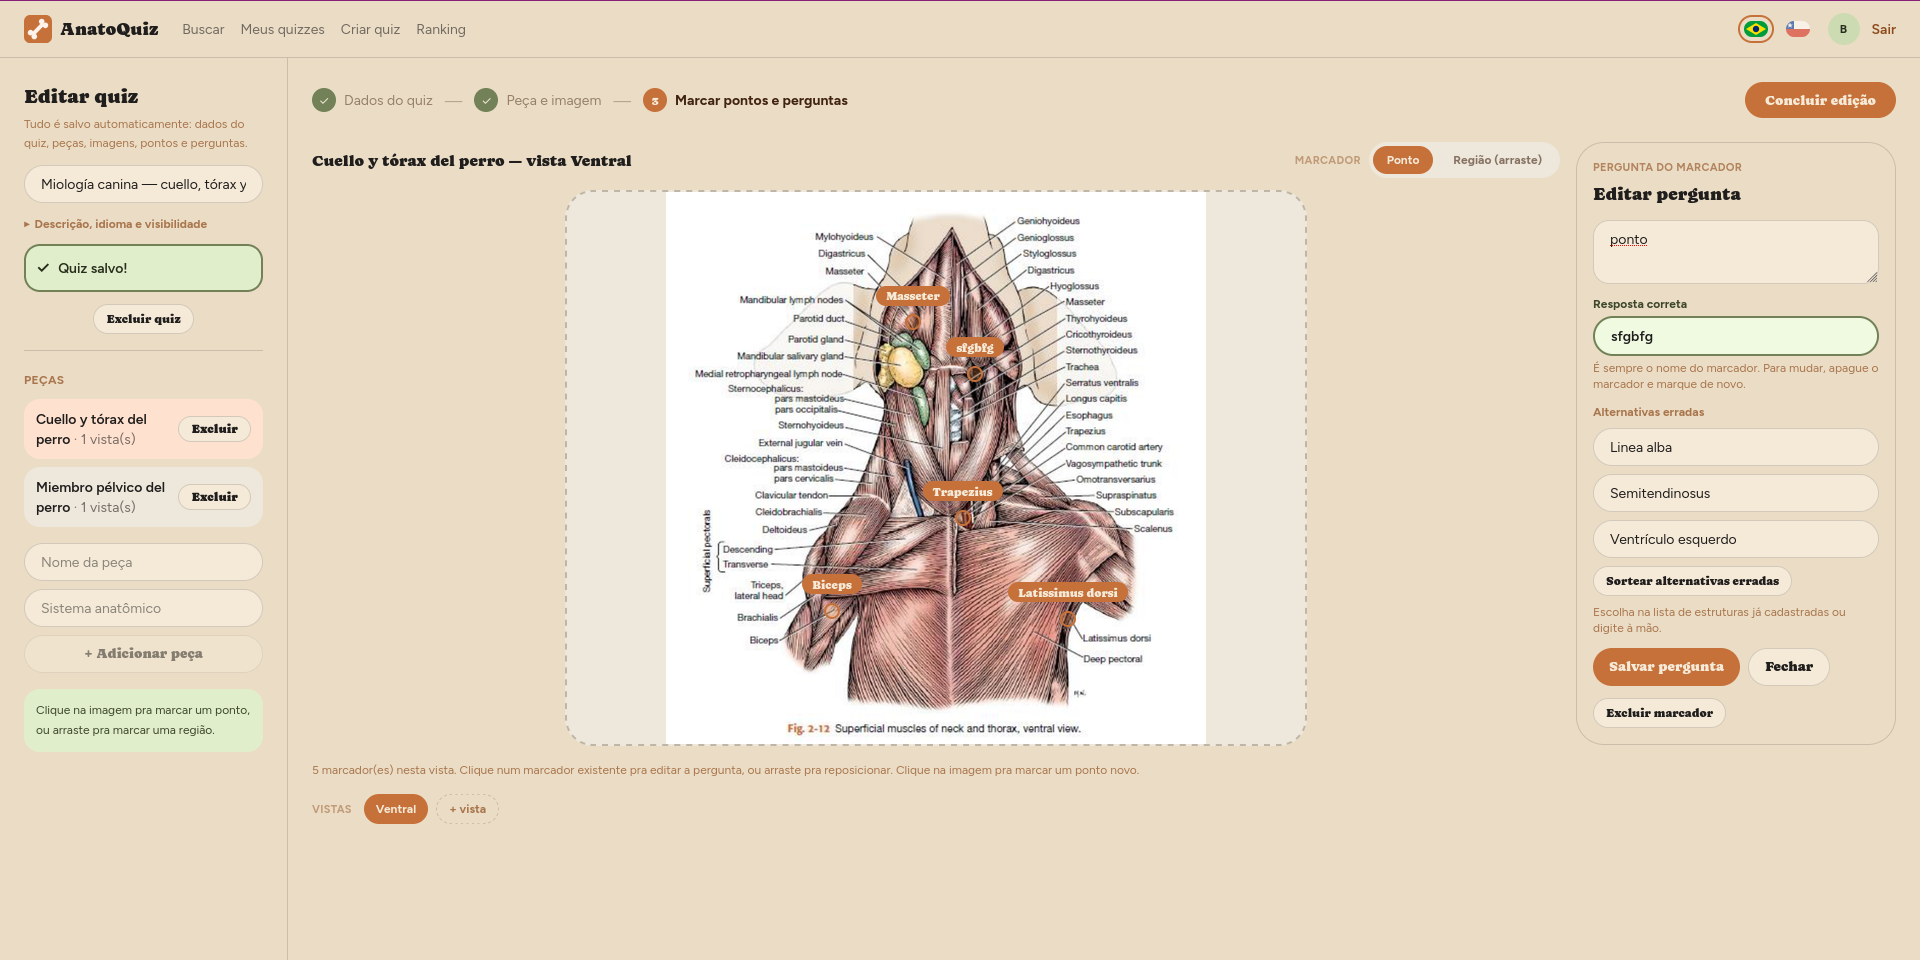 AnatoQuiz
Buscar
Meus quizzes
Criar quiz
Ranking
B
Sair
Editar quiz
Tudo é salvo automaticamente: dados do
quiz, peças, imagens, pontos e perguntas.
Miología canina — cuello, tórax y
Descrição, idioma e visibilidade
Quiz salvo!
Excluir quiz
PEÇAS
Cuello y tórax del
perro · 1 vista(s)
Excluir
Miembro pélvico del
perro · 1 vista(s)
Excluir
Nome da peça
Sistema anatômico
+ Adicionar peça
Clique na imagem pra marcar um ponto,
ou arraste pra marcar uma região.
Dados do quiz
Peça e imagem
3
Marcar pontos e perguntas
Concluir edição
Cuello y tórax del perro — vista Ventral
MARCADOR
Ponto
Região (arraste)
Mylohyoideus
Digastricus
Masseter
Mandibular lymph nodes
Parotid duct
Parotid gland
Mandibular salivary gland
Medial retropharyngeal lymph node
Sternocephalicus:
pars mastoideus
pars occipitalis
Sternohyoideus
External jugular vein
Cleidocephalicus:
pars mastoideus
pars cervicalis
Clavicular tendon
Cleidobrachialis
Deltoideus
Superficial pectorals
Descending
Transverse
Triceps,
lateral head
Brachialis
Biceps
Masseter
sfgbfg
Trapezius
Biceps
Latissimus dorsi
Geniohyoideus
Genioglossus
Styloglossus
Digastricus
Hyoglossus
Masseter
Thyrohyoideus
Cricothyroideus
Sternothyroideus
Trachea
Serratus ventralis
Longus capitis
Esophagus
Trapezius
Common carotid artery
Vagosympathetic trunk
Omotransversarius
Supraspinatus
Subscapularis
Scalenus
Latissimus dorsi
Deep pectoral
Fig. 2-12 Superficial muscles of neck and thorax, ventral view.
5 marcador(es) nesta vista. Clique num marcador existente pra editar a pergunta, ou arraste pra reposicionar. Clique na imagem pra marcar um ponto novo.
VISTAS
Ventral
+ vista
PERGUNTA DO MARCADOR
Editar pergunta
ponto
Resposta correta
sfgbfg
É sempre o nome do marcador. Para mudar, apague o
marcador e marque de novo.
Alternativas erradas
Linea alba
Semitendinosus
Ventrículo esquerdo
Sortear alternativas erradas
Escolha na lista de estruturas já cadastradas ou
digite à mão.
Salvar pergunta
Fechar
Excluir marcador